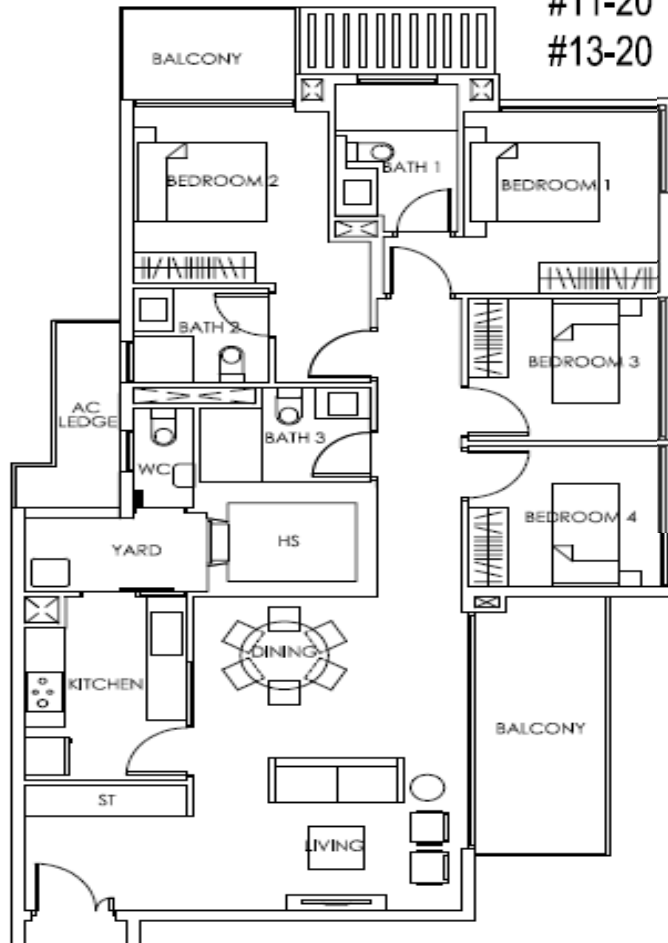 #11-20
#13-20
BALCONY
BATH 1
BEDROOM 2
BEDROOM 1
BATH 2
BEDROOM 3
AC
LEDGE
BATH 3
WC
BEDROOM 4
YARD
HS
DINING
KITCHEN
BALCONY
ST
LIVING